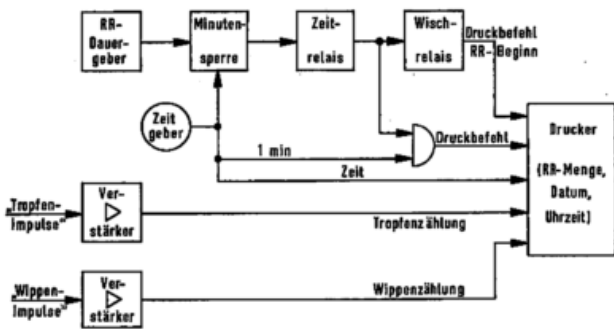 RR-
Dauer-
geber
Minuten-
sperre
Zeit-
relais
Wisch-
relais
Druckbefehl
RR-Beginn
Zeit
geber
1 min
Druckbefehl
Zeit
Drucker
(RR-Menge,
Datum,
Uhrzeit)
„Tropfen-
impulse“
Ver-
stärker
Tropfenzählung
„Wippen-
impulse“
Ver-
stärker
Wippenzählung